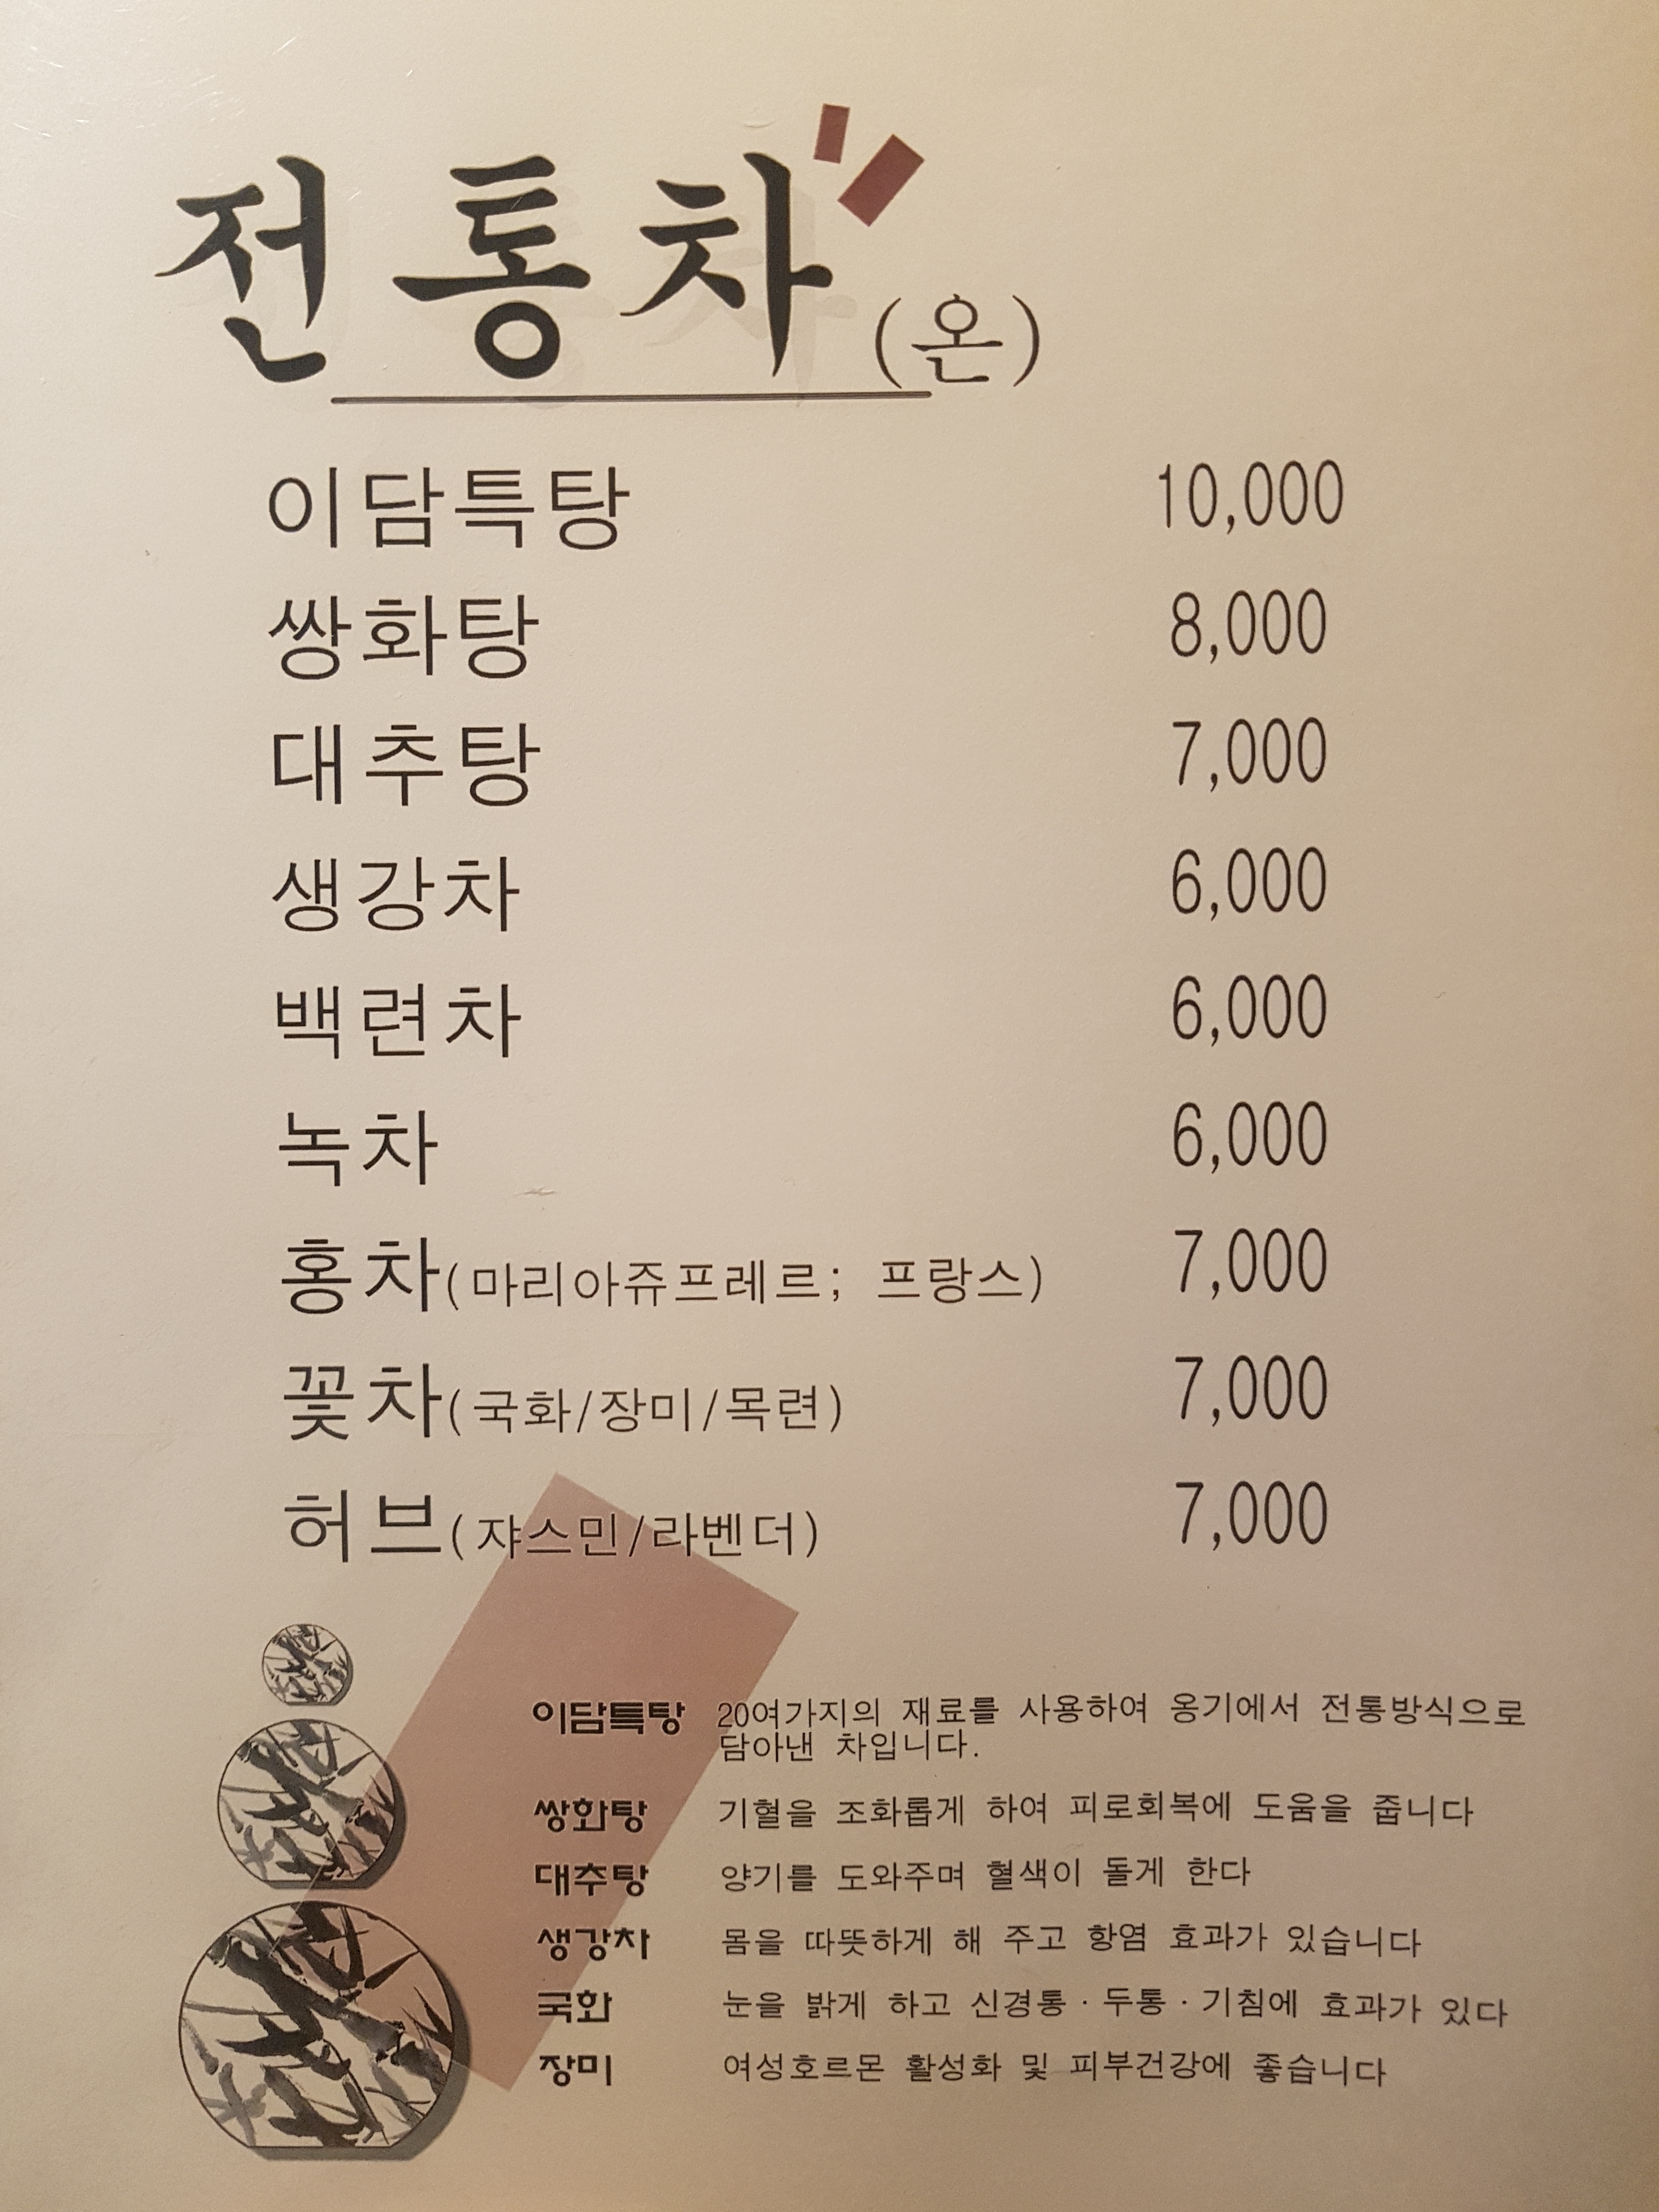 전통차(온)
이담특탕 10,000
쌍화탕 8,000
대추탕 7,000
생강차 6,000
백련차 6,000
녹차 6,000
홍차(마리아쥬프레르; 프랑스) 7,000
꽃차(국화/장미/목련) 7,000
허브(쟈스민/라벤더) 7,000
이담특탕 20여가지의 재료를 사용하여 옹기에서 전통방식으로
담아낸 차입니다.
쌍화탕 기혈을 조화롭게 하여 피로회복에 도움을 줍니다
대추탕 양기를 도와주며 혈색이 돌게 한다
생강차 몸을 따뜻하게 해 주고 항염 효과가 있습니다
국화 눈을 밝게 하고 신경통·두통·기침에 효과가 있다
장미 여성호르몬 활성화 및 피부건강에 좋습니다